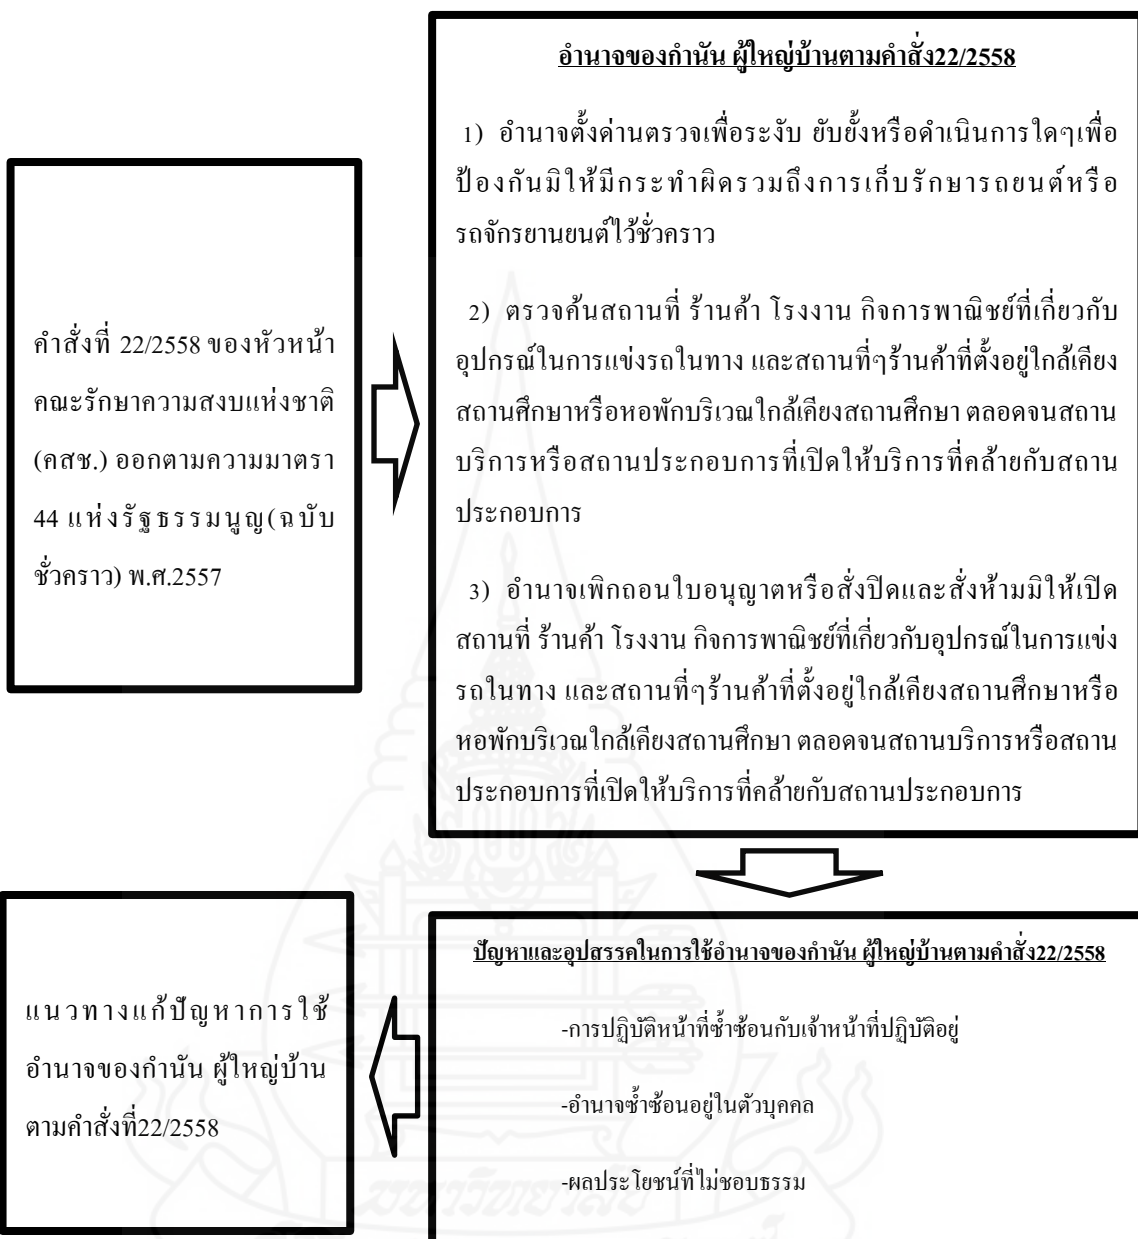 คำสั่งที่ 22/2558 ของหัวหน้า
คณะรักษาความสงบแห่งชาติ
(คสช.) ออกตามความมาตรา
44 แห่งรัฐธรรมนูญ(ฉบับ
ชั่วคราว) พ.ศ.2557
อำนาจของกำนัน ผู้ใหญ่บ้านตามคำสั่ง22/2558
1) อำนาจตั้งด่านตรวจเพื่อระงับ ยับยั้งหรือดำเนินการใดๆเพื่อ
ป้องกันมิให้มีกระทำผิดรวมถึงการเก็บรักษารถยนต์หรือ
รถจักรยานยนต์ไว้ชั่วคราว
2) ตรวจค้นสถานที่ ร้านค้า โรงงาน กิจการพาณิชย์ที่เกี่ยวกับ
อุปกรณ์ในการแข่งรถในทาง และสถานที่ๆร้านค้าที่ตั้งอยู่ใกล้เคียง
สถานศึกษาหรือหอพักบริเวณใกล้เคียงสถานศึกษา ตลอดจนสถาน
บริการหรือสถานประกอบการที่เปิดให้บริการที่คล้ายกับสถาน
ประกอบการ
3) อำนาจเพิกถอนใบอนุญาตหรือสั่งปิดและสั่งห้ามมิให้เปิด
สถานที่ ร้านค้า โรงงาน กิจการพาณิชย์ที่เกี่ยวกับอุปกรณ์ในการแข่ง
รถในทาง และสถานที่ๆร้านค้าที่ตั้งอยู่ใกล้เคียงสถานศึกษาหรือ
หอพักบริเวณใกล้เคียงสถานศึกษา ตลอดจนสถานบริการหรือสถาน
ประกอบการที่เปิดให้บริการที่คล้ายกับสถานประกอบการ
ปัญหาและอุปสรรคในการใช้อำนาจของกำนัน ผู้ใหญ่บ้านตามคำสั่ง22/2558
-การปฏิบัติหน้าที่ซ้ำซ้อนกับเจ้าหน้าที่ปฏิบัติอยู่
-อำนาจซ้ำซ้อนอยู่ในตัวบุคคล
-ผลประโยชน์ที่ไม่ชอบธรรม
แนวทางแก้ปัญหาการใช้
อำนาจของกำนัน ผู้ใหญ่บ้าน
ตามคำสั่งที่22/2558
มหาวิทยาลัย